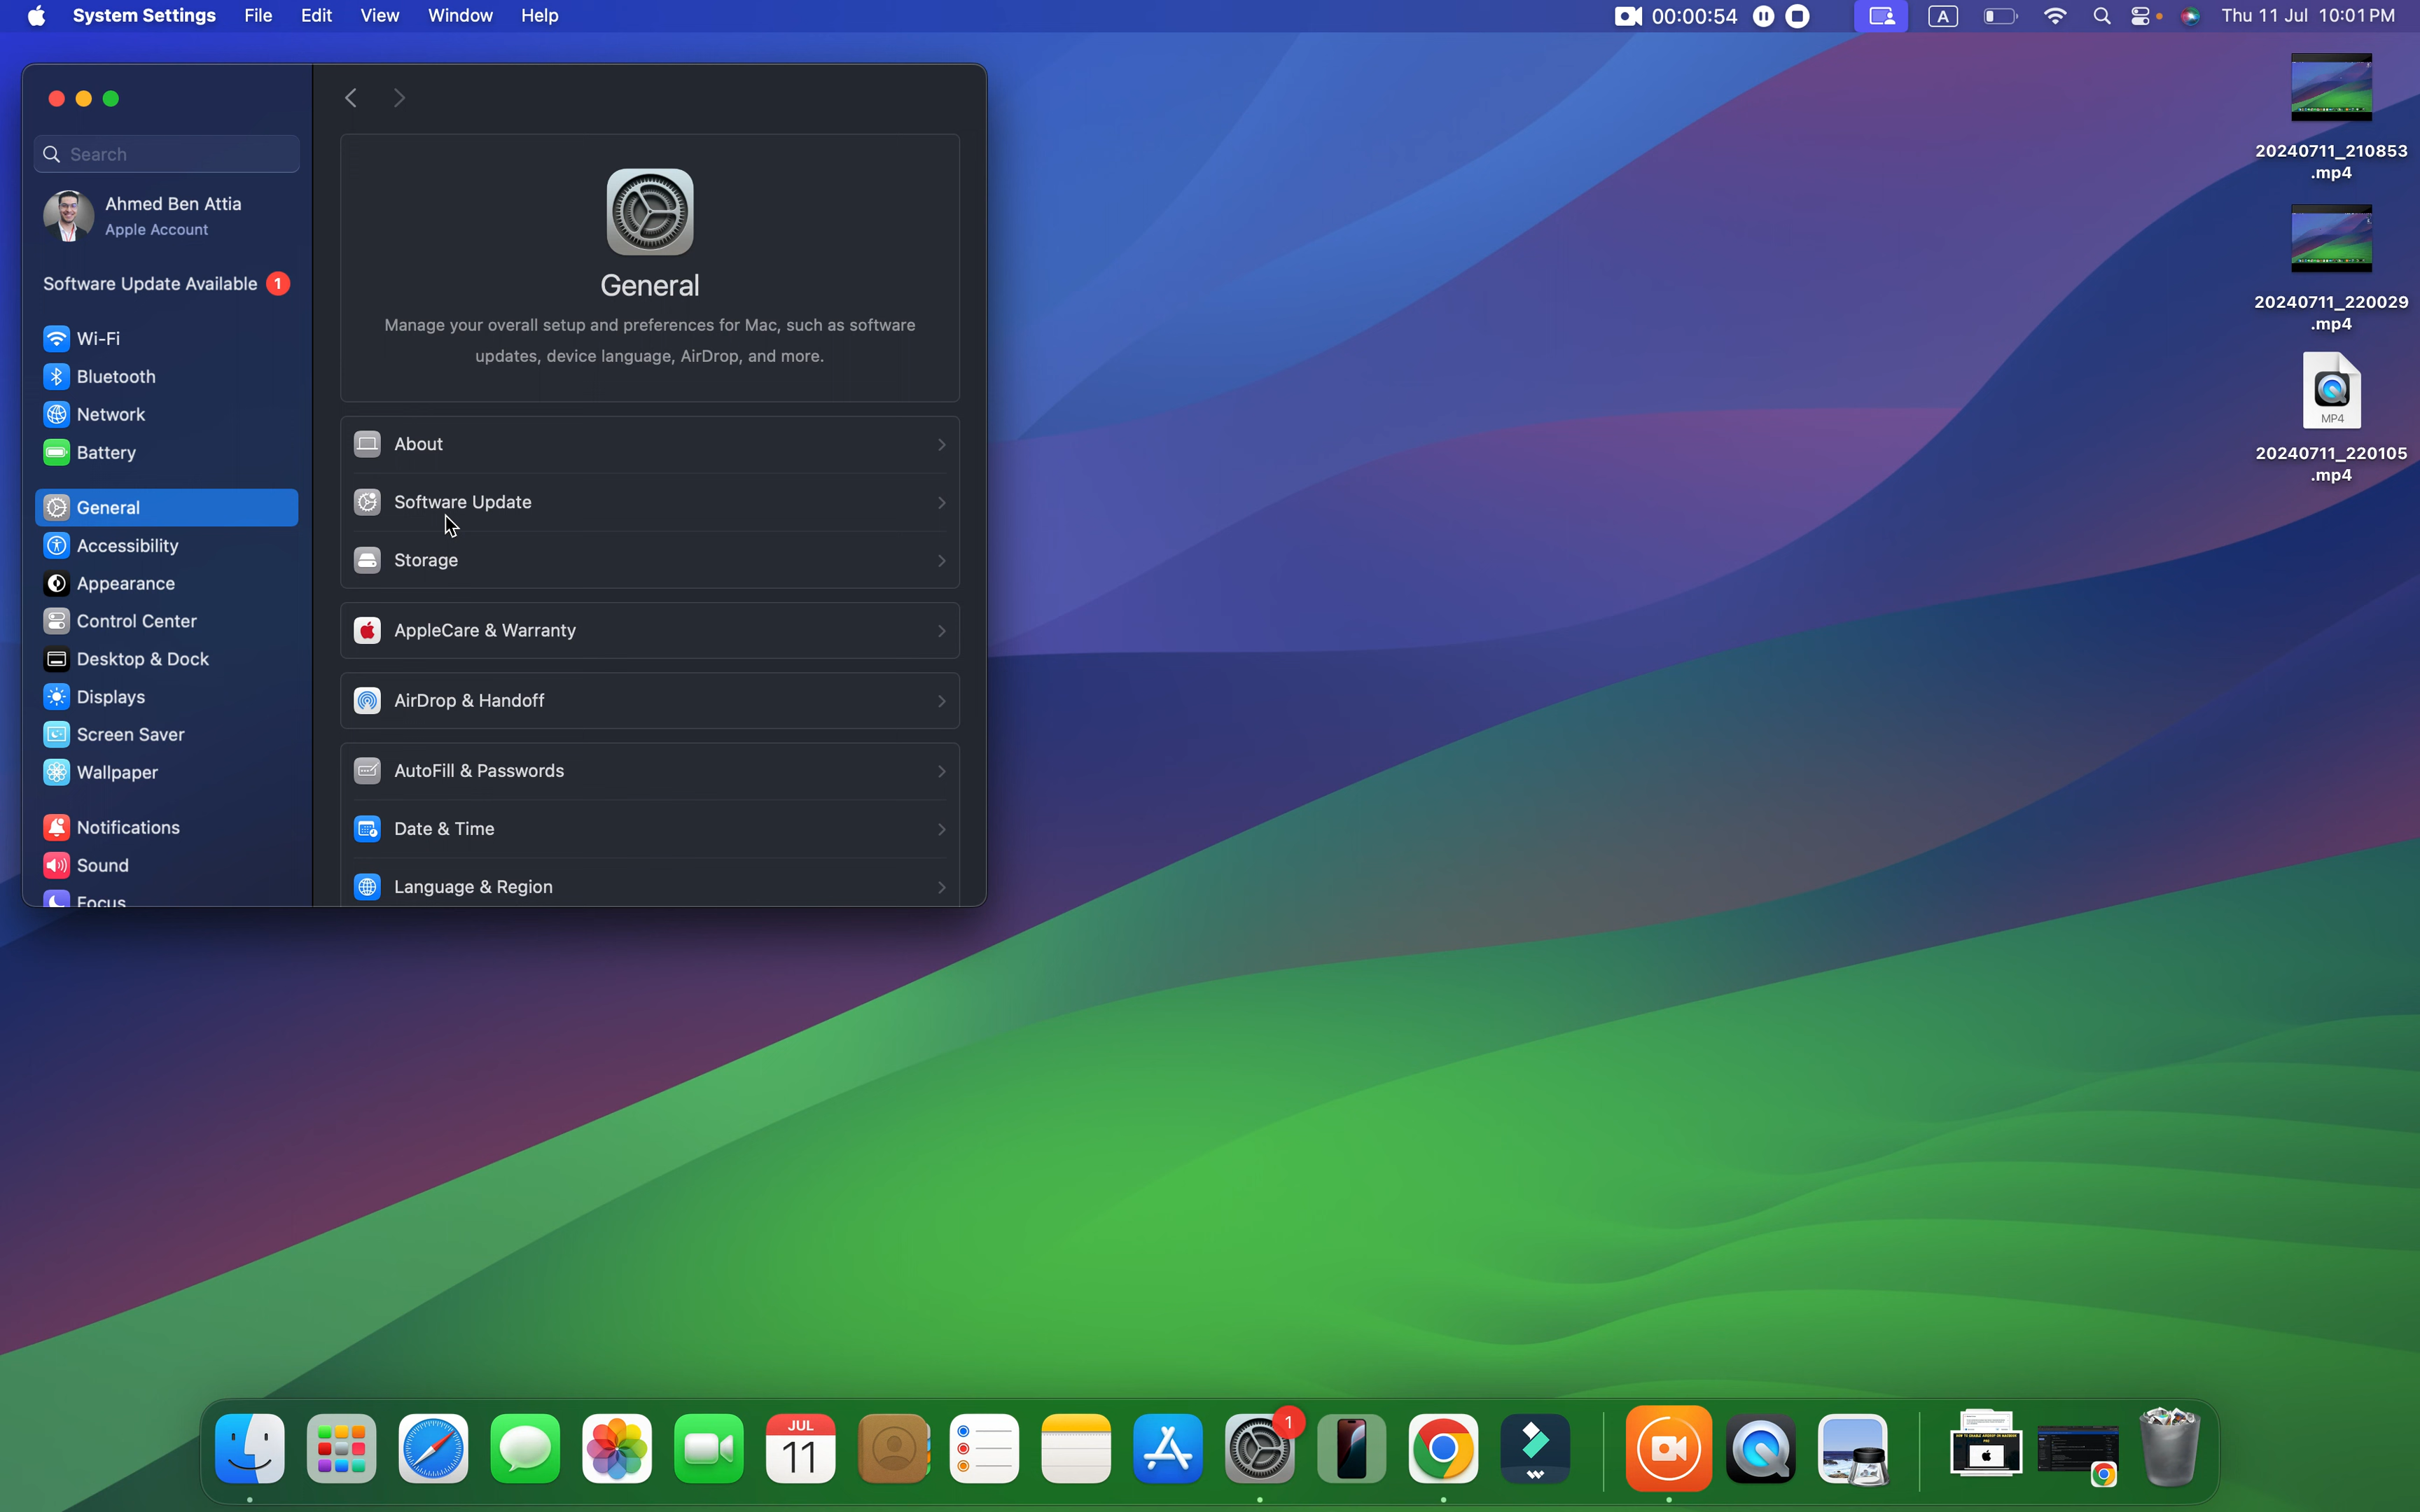 System Settings File Edit View Window Help 00:00:54 A Thu 11 Jul 10:01 PM
Search
Ahmed Ben Attia
Apple Account
Software Update Available 1
Wi-Fi
Bluetooth
Network
Battery
General
Accessibility
Appearance
Control Center
Desktop & Dock
Displays
Screen Saver
Wallpaper
Notifications
Sound
Focus
General
Manage your overall setup and preferences for Mac, such as software
updates, device language, AirDrop, and more.
About
Software Update
Storage
AppleCare & Warranty
AirDrop & Handoff
AutoFill & Passwords
Date & Time
Language & Region
20240711_210853
.mp4
20240711_220029
.mp4
MP4
20240711_220105
.mp4
JUL
11
1